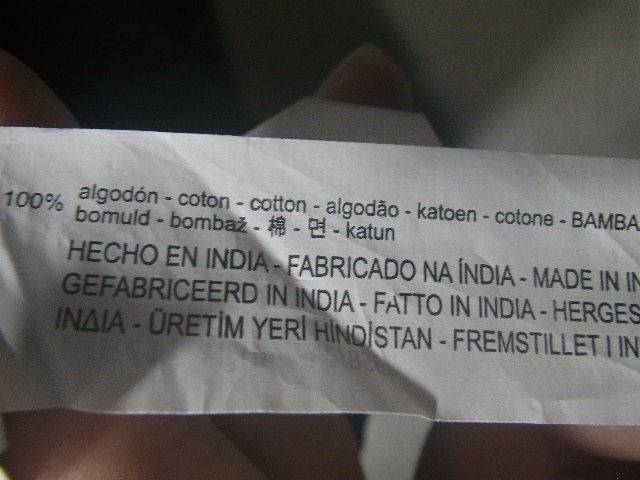 100% algodón - coton - cotton - algodão - katoen - cotone - BAMBA
bomuld - bombaž - 棉 - 면 - katun
HECHO EN INDIA - FABRICADO NA ÍNDIA - MADE IN IN
GEFABRICEERD IN INDIA - FATTO IN INDIA - HERGES
ΙΝΔΙΑ - ÜRETİM YERİ HİNDİSTAN - FREMSTILLET I IN